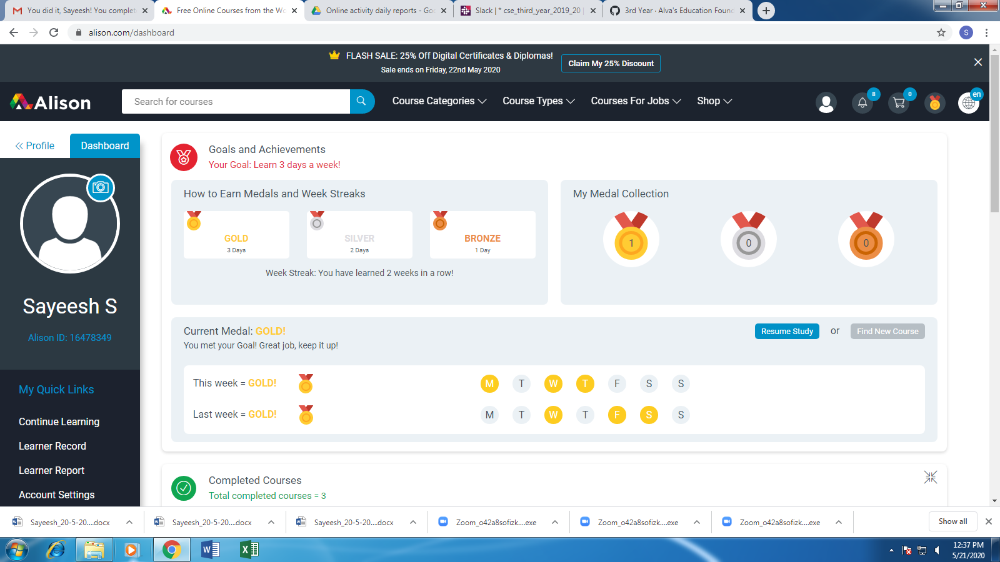 You did it, Sayeesh! You complet
Free Online Courses from the Wo
Online activity daily reports - Goo
Slack | * cse_third_year_2019_20 |
3rd Year · Alva's Education Found
alison.com/dashboard
S
FLASH SALE: 25% Off Digital Certificates & Diplomas!
Sale ends on Friday, 22nd May 2020
Claim My 25% Discount
Alison
Search for courses
Course Categories
Course Types
Courses For Jobs
Shop
8
0
en
Profile
Dashboard
Sayeesh S
Alison ID: 16478349
My Quick Links
Continue Learning
Learner Record
Learner Report
Account Settings
Goals and Achievements
Your Goal: Learn 3 days a week!
How to Earn Medals and Week Streaks
GOLD
3 Days
SILVER
2 Days
BRONZE
1 Day
Week Streak: You have learned 2 weeks in a row!
My Medal Collection
1
0
0
Current Medal: GOLD!
You met your Goal! Great job, keep it up!
Resume Study
or
Find New Course
This week = GOLD!
M T W T F S S
Last week = GOLD!
M T W T F S S
Completed Courses
Total completed courses = 3
Sayeesh_20-5-20....docx
Sayeesh_20-5-20....docx
Sayeesh_20-5-20....docx
Zoom_o42a8sofizk....exe
Zoom_o42a8sofizk....exe
Zoom_o42a8sofizk....exe
Show all
12:37 PM
5/21/2020